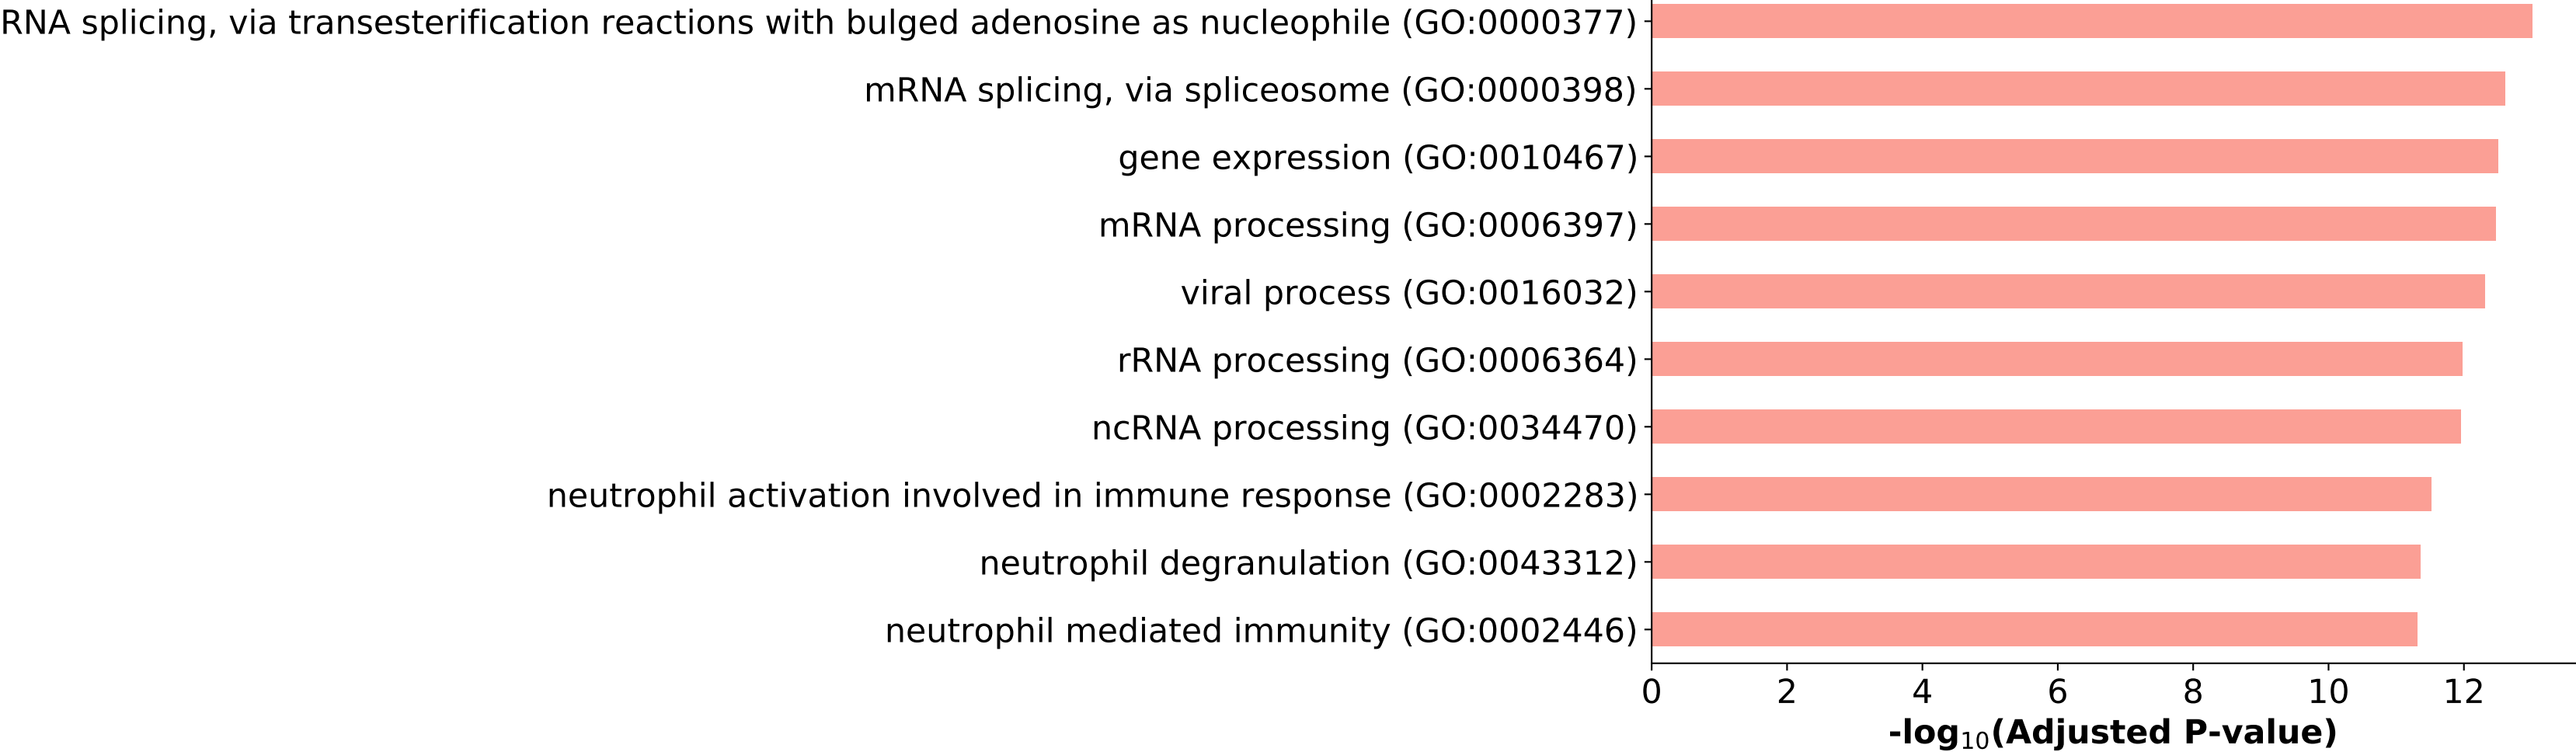 RNA splicing, via transesterification reactions with bulged adenosine as nucleophile (GO:0000377)
mRNA splicing, via spliceosome (GO:0000398)
gene expression (GO:0010467)
mRNA processing (GO:0006397)
viral process (GO:0016032)
rRNA processing (GO:0006364)
ncRNA processing (GO:0034470)
neutrophil activation involved in immune response (GO:0002283)
neutrophil degranulation (GO:0043312)
neutrophil mediated immunity (GO:0002446)
0 2 4 6 8 10 12
-log₁₀(Adjusted P-value)